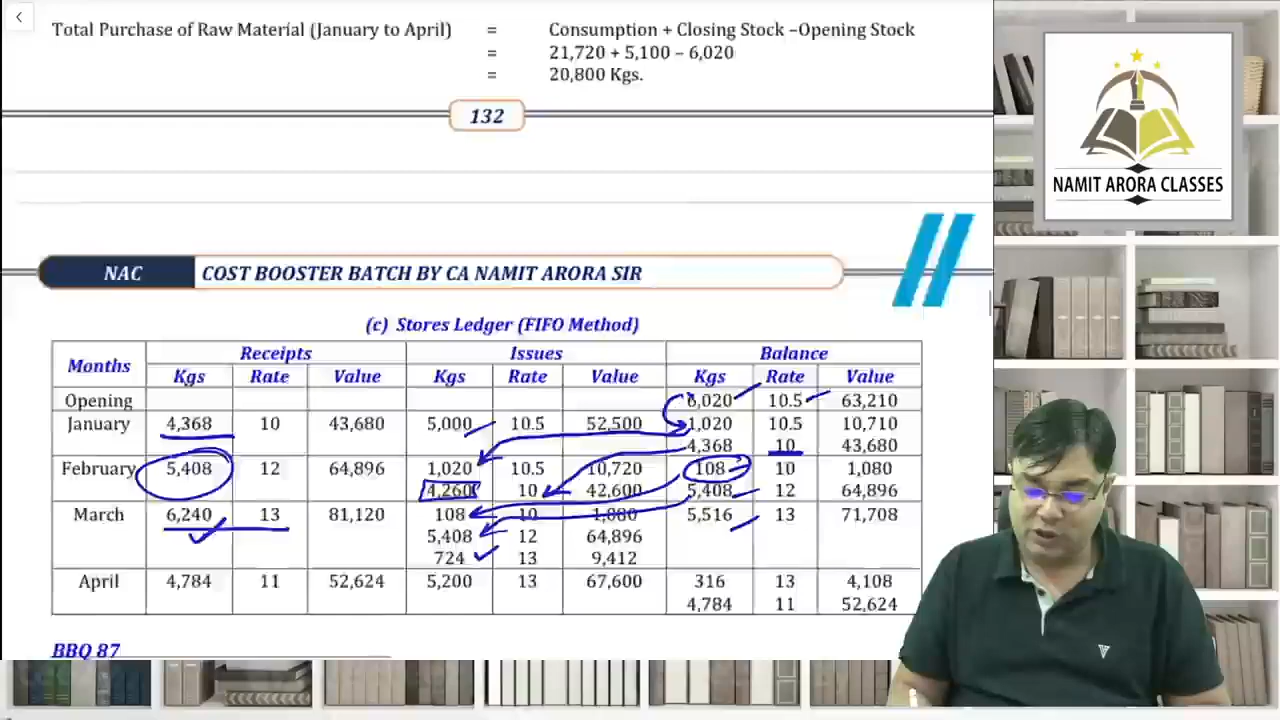 Total Purchase of Raw Material (January to April) = Consumption + Closing Stock –Opening Stock
= 21,720 + 5,100 – 6,020
= 20,800 Kgs.
132
NAMIT ARORA CLASSES
NAC COST BOOSTER BATCH BY CA NAMIT ARORA SIR
(c) Stores Ledger (FIFO Method)
Months Receipts Issues Balance
Kgs Rate Value Kgs Rate Value Kgs Rate Value
Opening 6,020 10.5 63,210
January 4,368 10 43,680 5,000 10.5 52,500 1,020 10.5 10,710
4,368 10 43,680
February 5,408 12 64,896 1,020 10.5 10,720 108 10 1,080
4,260 10 42,600 5,408 12 64,896
March 6,240 13 81,120 108 10 1,080 5,516 13 71,708
5,408 12 64,896
724 13 9,412
April 4,784 11 52,624 5,200 13 67,600 316 13 4,108
4,784 11 52,624
BBQ 87